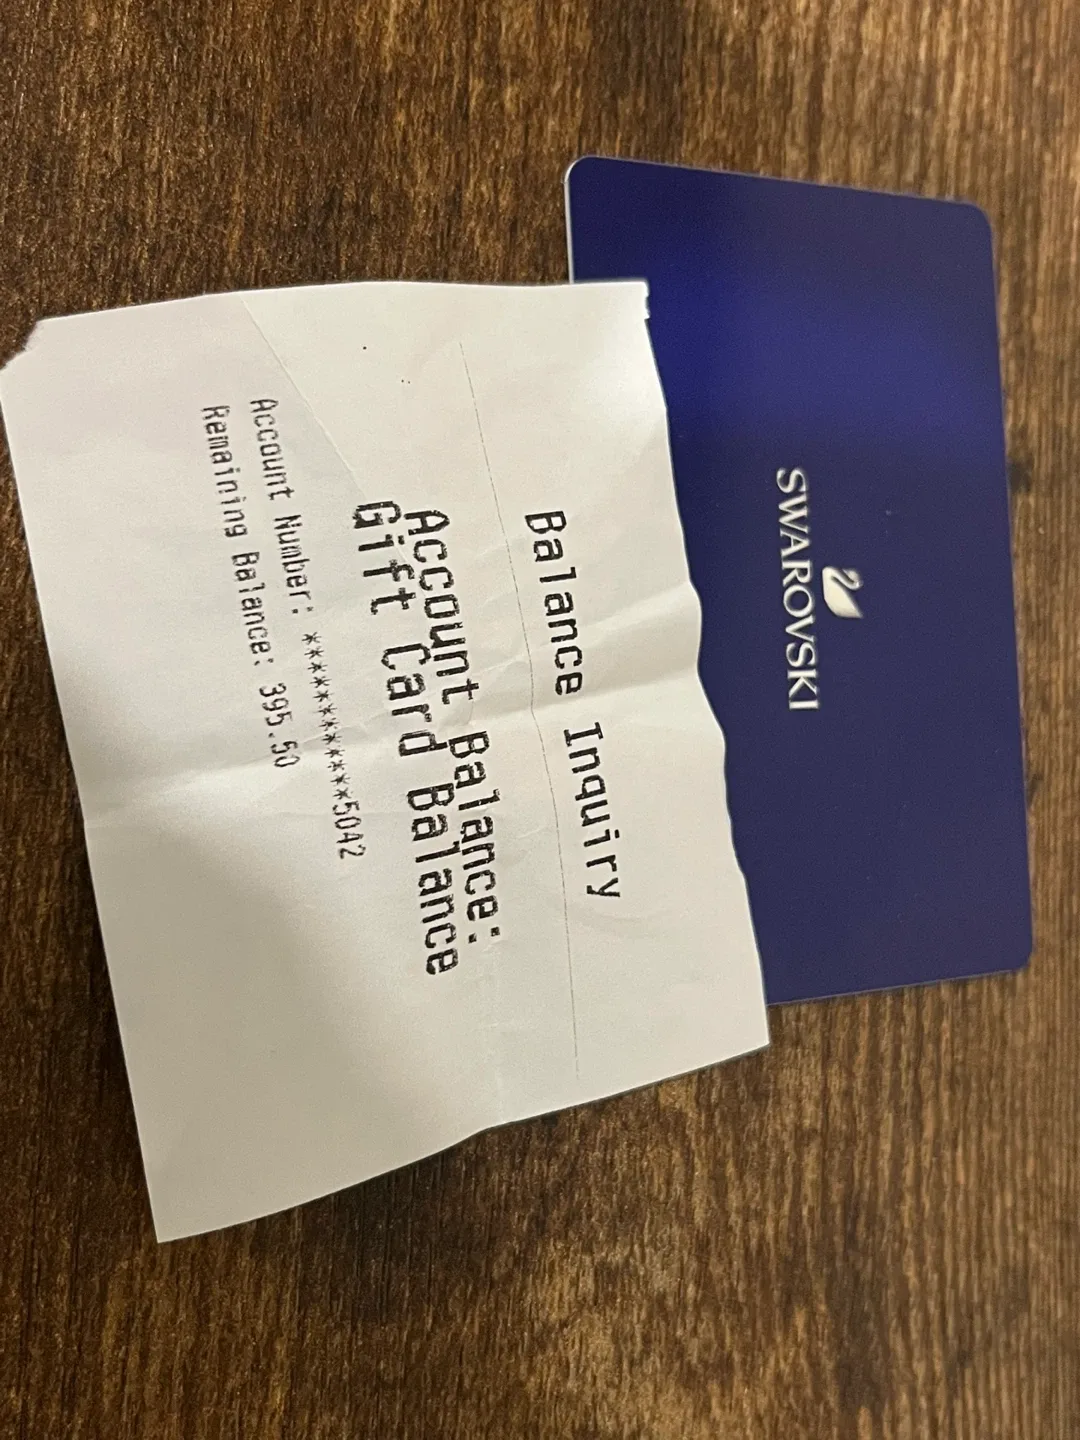 SWAROVSKI
Balance Inquiry
Account Balance:
Gift Card Balance
Account Number: ************5042
Remaining Balance: 395.50